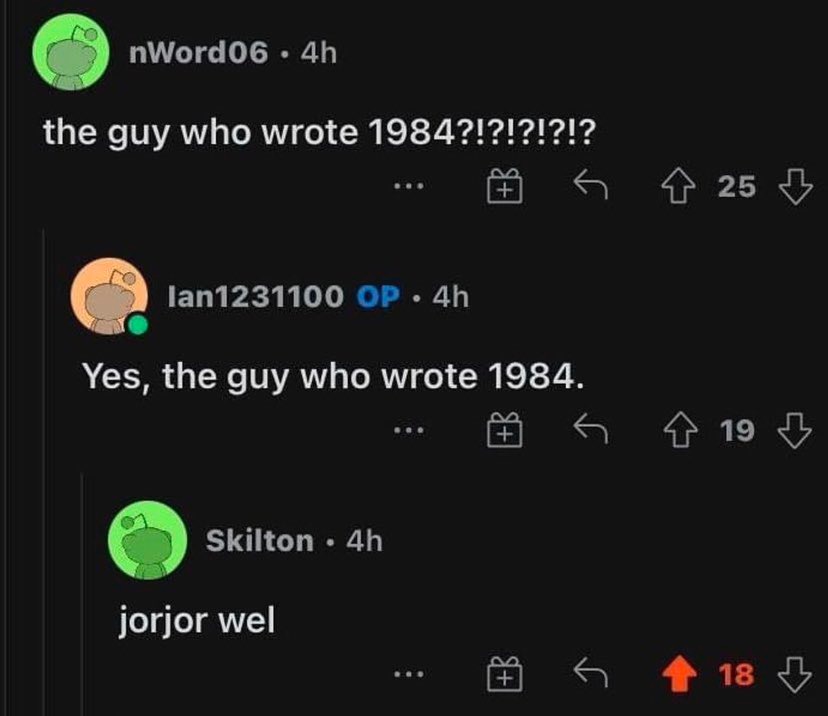 nWord06 • 4h
the guy who wrote 1984?!?!?!?!?
... 25
Ian1231100 OP • 4h
Yes, the guy who wrote 1984.
... 19
Skilton • 4h
jorjor wel
... 18